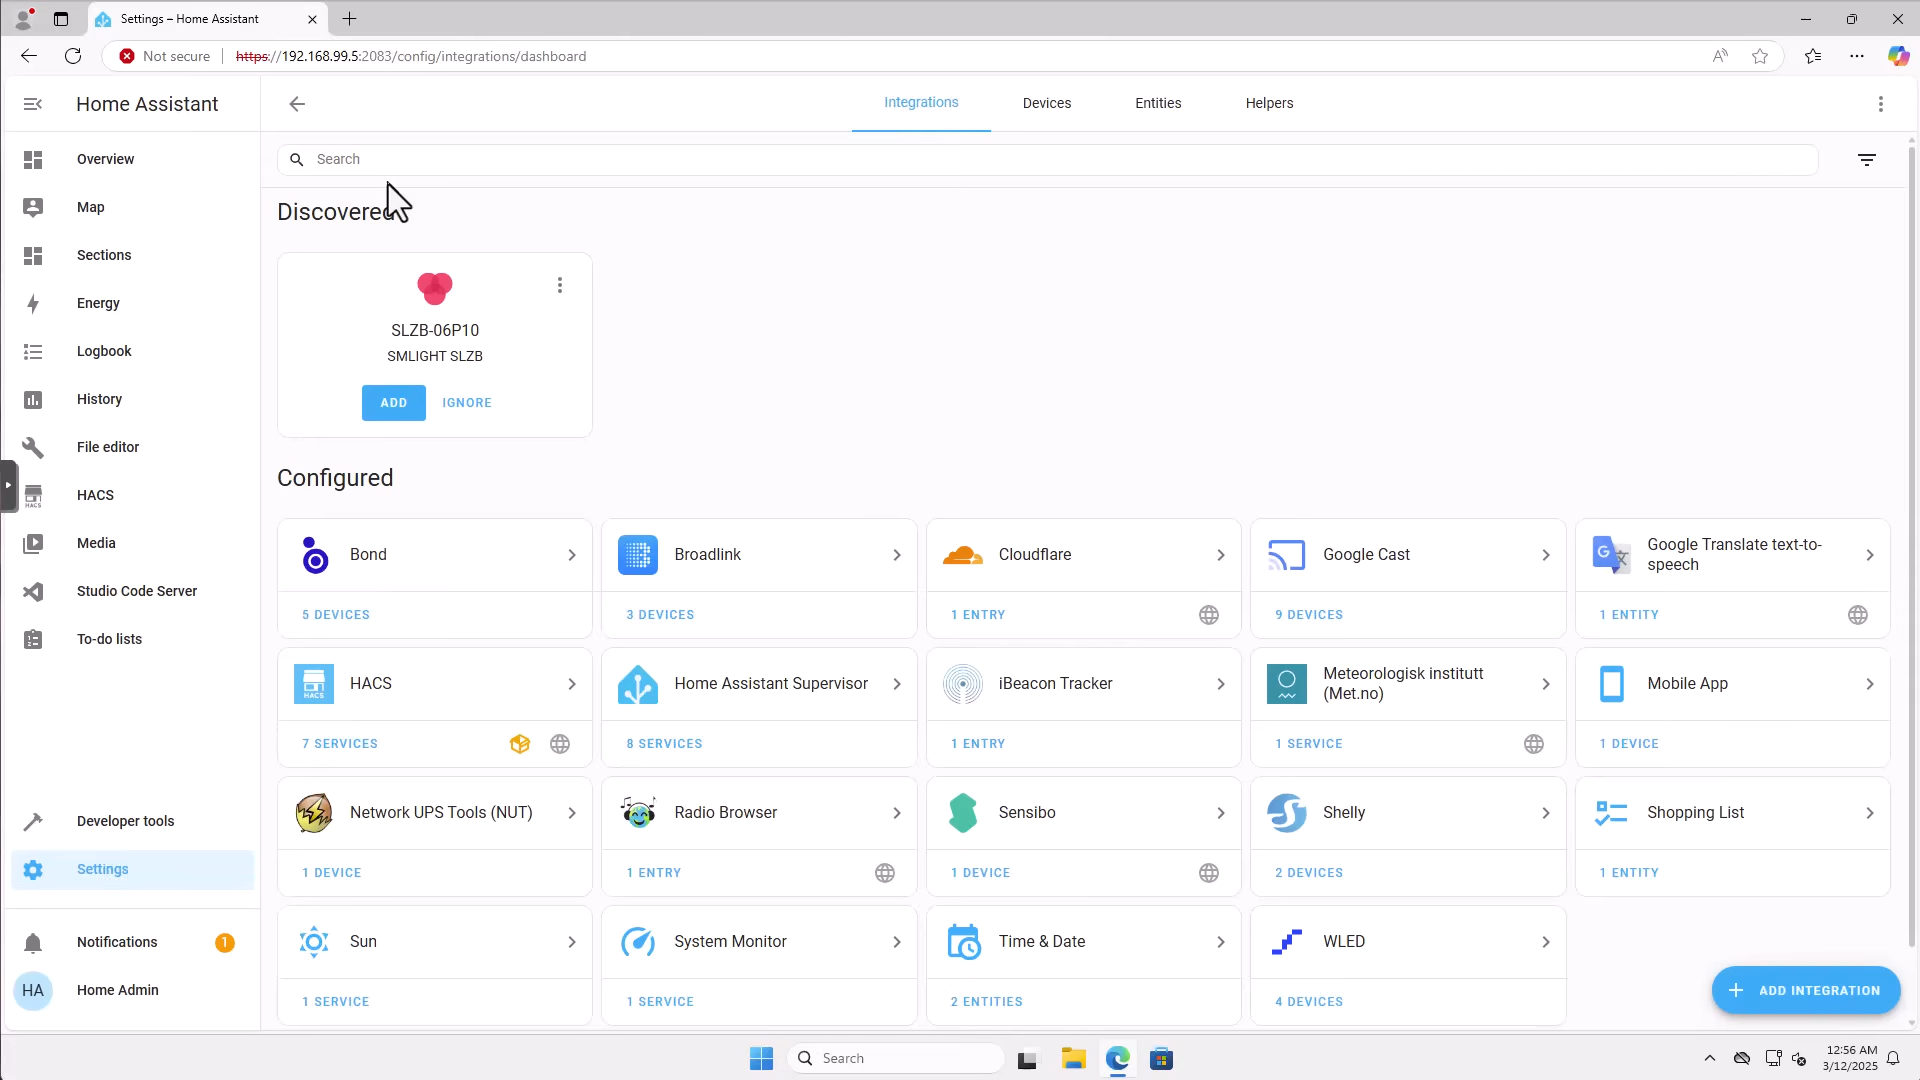 Settings – Home Assistant
Not secure
https://192.168.99.5:2083/config/integrations/dashboard
Home Assistant
Integrations
Devices
Entities
Helpers
Search
Overview
Map
Sections
Energy
Logbook
History
File editor
HACS
HACS
Media
Studio Code Server
To-do lists
Developer tools
Settings
Notifications
1
HA
Home Admin
Discovered
SLZB-06P10
SMLIGHT SLZB
ADD
IGNORE
Configured
Bond
5 DEVICES
Broadlink
3 DEVICES
Cloudflare
1 ENTRY
Google Cast
9 DEVICES
G
文
Google Translate text-to-
speech
1 ENTITY
HACS
HACS
7 SERVICES
Home Assistant Supervisor
8 SERVICES
iBeacon Tracker
1 ENTRY
Meteorologisk institutt
(Met.no)
1 SERVICE
Mobile App
1 DEVICE
Network UPS Tools (NUT)
1 DEVICE
Radio Browser
1 ENTRY
Sensibo
1 DEVICE
Shelly
2 DEVICES
Shopping List
1 ENTITY
Sun
1 SERVICE
System Monitor
1 SERVICE
Time & Date
2 ENTITIES
WLED
4 DEVICES
ADD INTEGRATION
Search
12:56 AM
3/12/2025